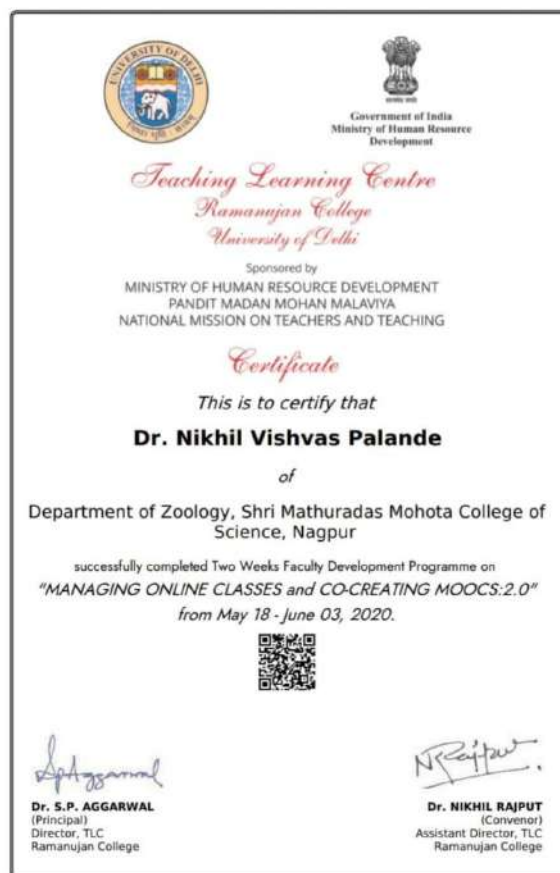 UNIVERSITY OF DELHI
Government of India
Ministry of Human Resource
Development
Teaching Learning Centre
Ramanujan College
University of Delhi
Sponsored by
MINISTRY OF HUMAN RESOURCE DEVELOPMENT
PANDIT MADAN MOHAN MALAVIYA
NATIONAL MISSION ON TEACHERS AND TEACHING
Certificate
This is to certify that
Dr. Nikhil Vishvas Palande
of
Department of Zoology, Shri Mathuradas Mohota College of
Science, Nagpur
successfully completed Two Weeks Faculty Development Programme on
"MANAGING ONLINE CLASSES and CO-CREATING MOOCS:2.0"
from May 18 - June 03, 2020.
SpAggarwal
NRajput
Dr. S.P. AGGARWAL
(Principal)
Director, TLC
Ramanujan College
Dr. NIKHIL RAJPUT
(Convenor)
Assistant Director, TLC
Ramanujan College